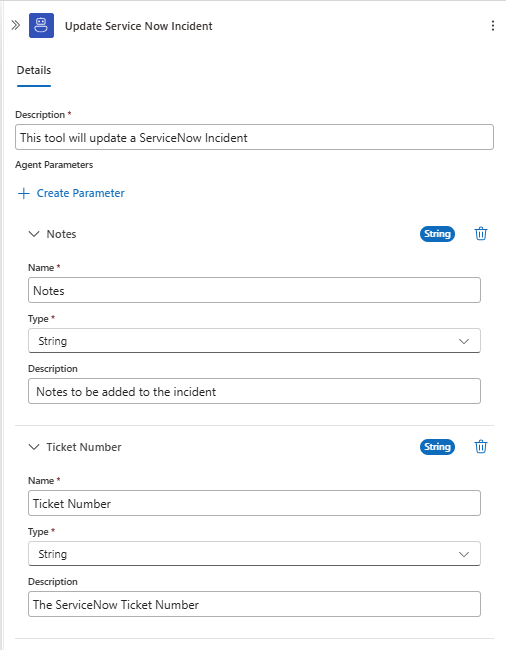 Update Service Now Incident
Details
Description *
This tool will update a ServiceNow Incident
Agent Parameters
Create Parameter
Notes String
Name *
Notes
Type *
String
Description
Notes to be added to the incident
Ticket Number String
Name *
Ticket Number
Type *
String
Description
The ServiceNow Ticket Number